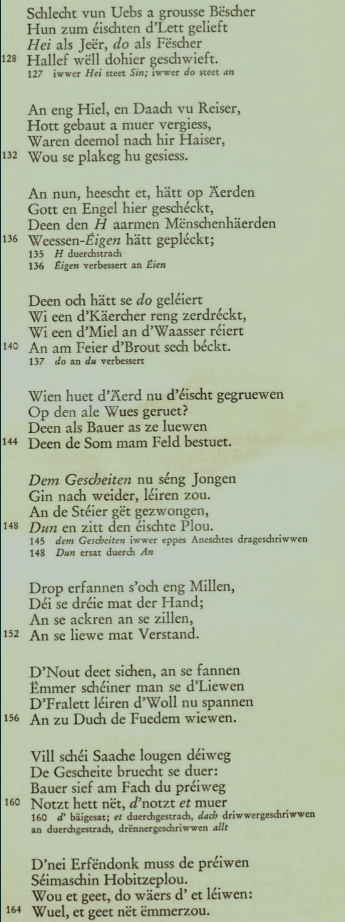 Schlecht vun Uebs a grousse Bëscher
Hun zum éischten d'Lett gelieft
Hei als Jeër, do als Fëscher
128 Hallef wëll dohier geschwieft.
127 iwwer Hei steet Sin; iwwer do steet an
An eng Hiel, en Daach vu Reiser,
Hott gebaut a muer vergiess,
Waren deemol nach hir Haiser,
132 Wou se plakeg hu gesiess.
An nun, heescht et, hätt op Äerden
Gott en Engel hier geschéckt,
Deen den H aarmen Mënschenhäerden
136 Weessen-Éigen hätt gepléckt;
135 H duerchstrach
136 Éigen verbessert an Éien
Deen och hätt se do geléiert
Wi een d'Käercher reng zerdréckt,
Wi een d'Miel an d'Waasser réiert
140 An am Feier d'Brout sech béckt.
137 do an du verbessert
Wien huet d'Äerd nu d'éischt gegruewen
Op den ale Wues geruet?
Deen als Bauer as ze luewen
144 Deen de Som mam Feld bestuet.
Dem Gescheiten nu séng Jongen
Gin nach weider, léiren zou.
An de Stéier gët gezwongen,
148 Dun en zitt den éischte Plou.
145 dem Gescheiten iwwer eppes Aneschtes drageschriwwen
148 Dun ersat duerch An
Drop erfannen s'och eng Millen,
Déi se dréie mat der Hand;
An se ackren an se zillen,
152 An se liewe mat Verstand.
D'Nout deet sichen, an se fannen
Ëmmer schéiner man se d'Liewen
D'Fralett léiren d'Woll nu spannen
156 An zu Duch de Fuedem wiewen.
Vill schéi Saache lougen déiweg
De Gescheite bruecht se duer:
Bauer sief am Fach du préiweg
160 Notzt hett nët, d'notzt et muer
160 d' bäigesat; et duerchgestrach, dach driwwergeschriwwen
an duerchgestrach, drënnergeschriwwen allt
D'nei Erfëndonk muss de préiwen
Séimaschin Hobitzeplou.
Wou et geet, do wäers d' et léiwen:
164 Wuel, et geet nët ëmmerzou.